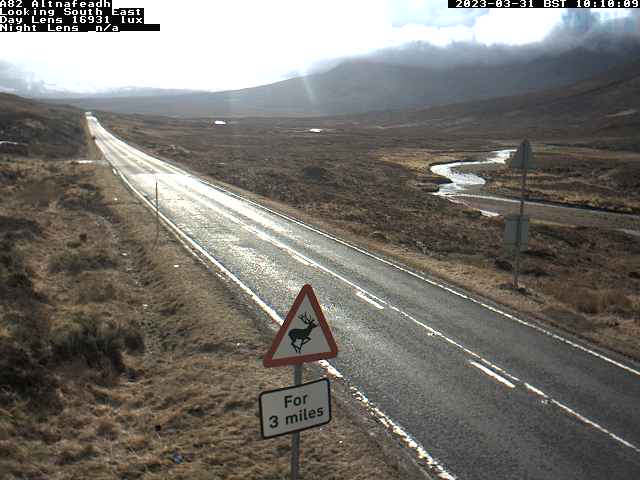 A82 Altnafeadh
Looking South East
Day Lens 16931 lux
Night Lens n/a
2023-03-31 BST 10:10:09
For
3 miles